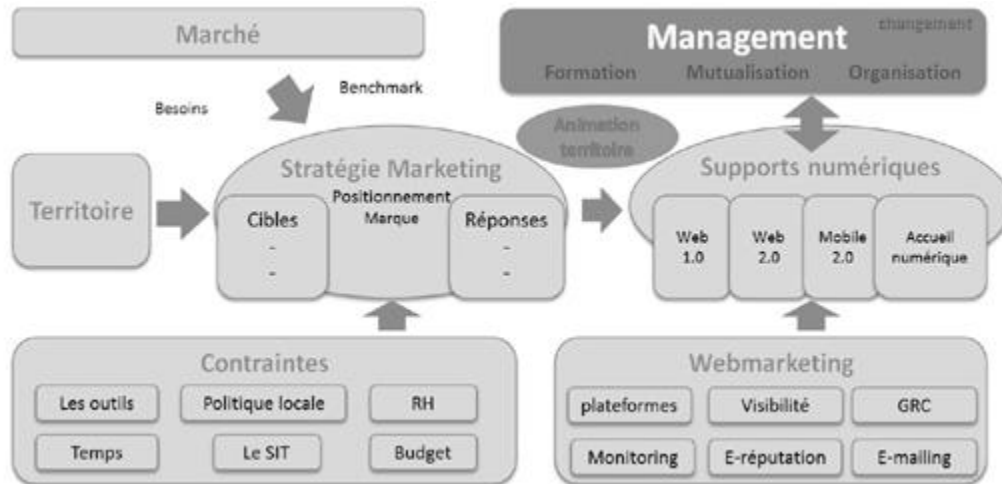 Marché
Management
changement
Formation Mutualisation Organisation
Besoins
Benchmark
Animation
territoire
Territoire
Stratégie Marketing
Positionnement
Marque
Cibles
-
-
Réponses
-
-
Supports numériques
Web
1.0
Web
2.0
Mobile
2.0
Accueil
numérique
Contraintes
Les outils
Politique locale
RH
Temps
Le SIT
Budget
Webmarketing
plateformes
Visibilité
GRC
Monitoring
E-réputation
E-mailing